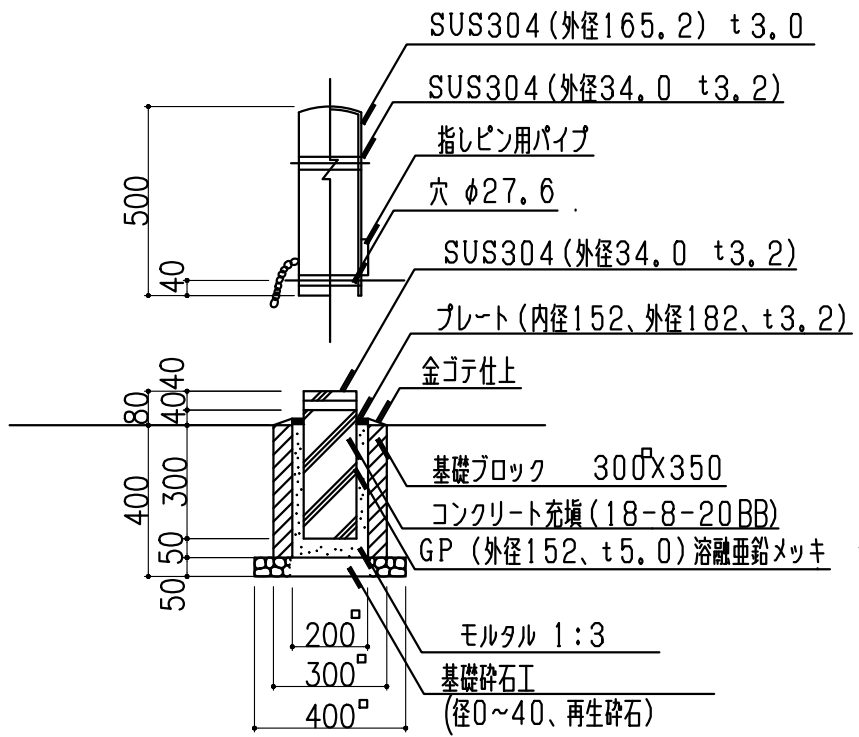 SUS304(外径165.2) t3.0
SUS304(外径34.0 t3.2)
指しピン用パイプ
穴 φ27.6
SUS304(外径34.0 t3.2)
プレート(内径152、外径182、t3.2)
金ゴテ仕上
基礎ブロック 300□X350
コンクリート充塡(18-8-20BB)
GP (外径152、t5.0)溶融亜鉛メッキ
モルタル 1:3
基礎砕石工
(径0~40、再生砕石)
500
40
40
80
40
400
300
50
50
200□
300□
400□